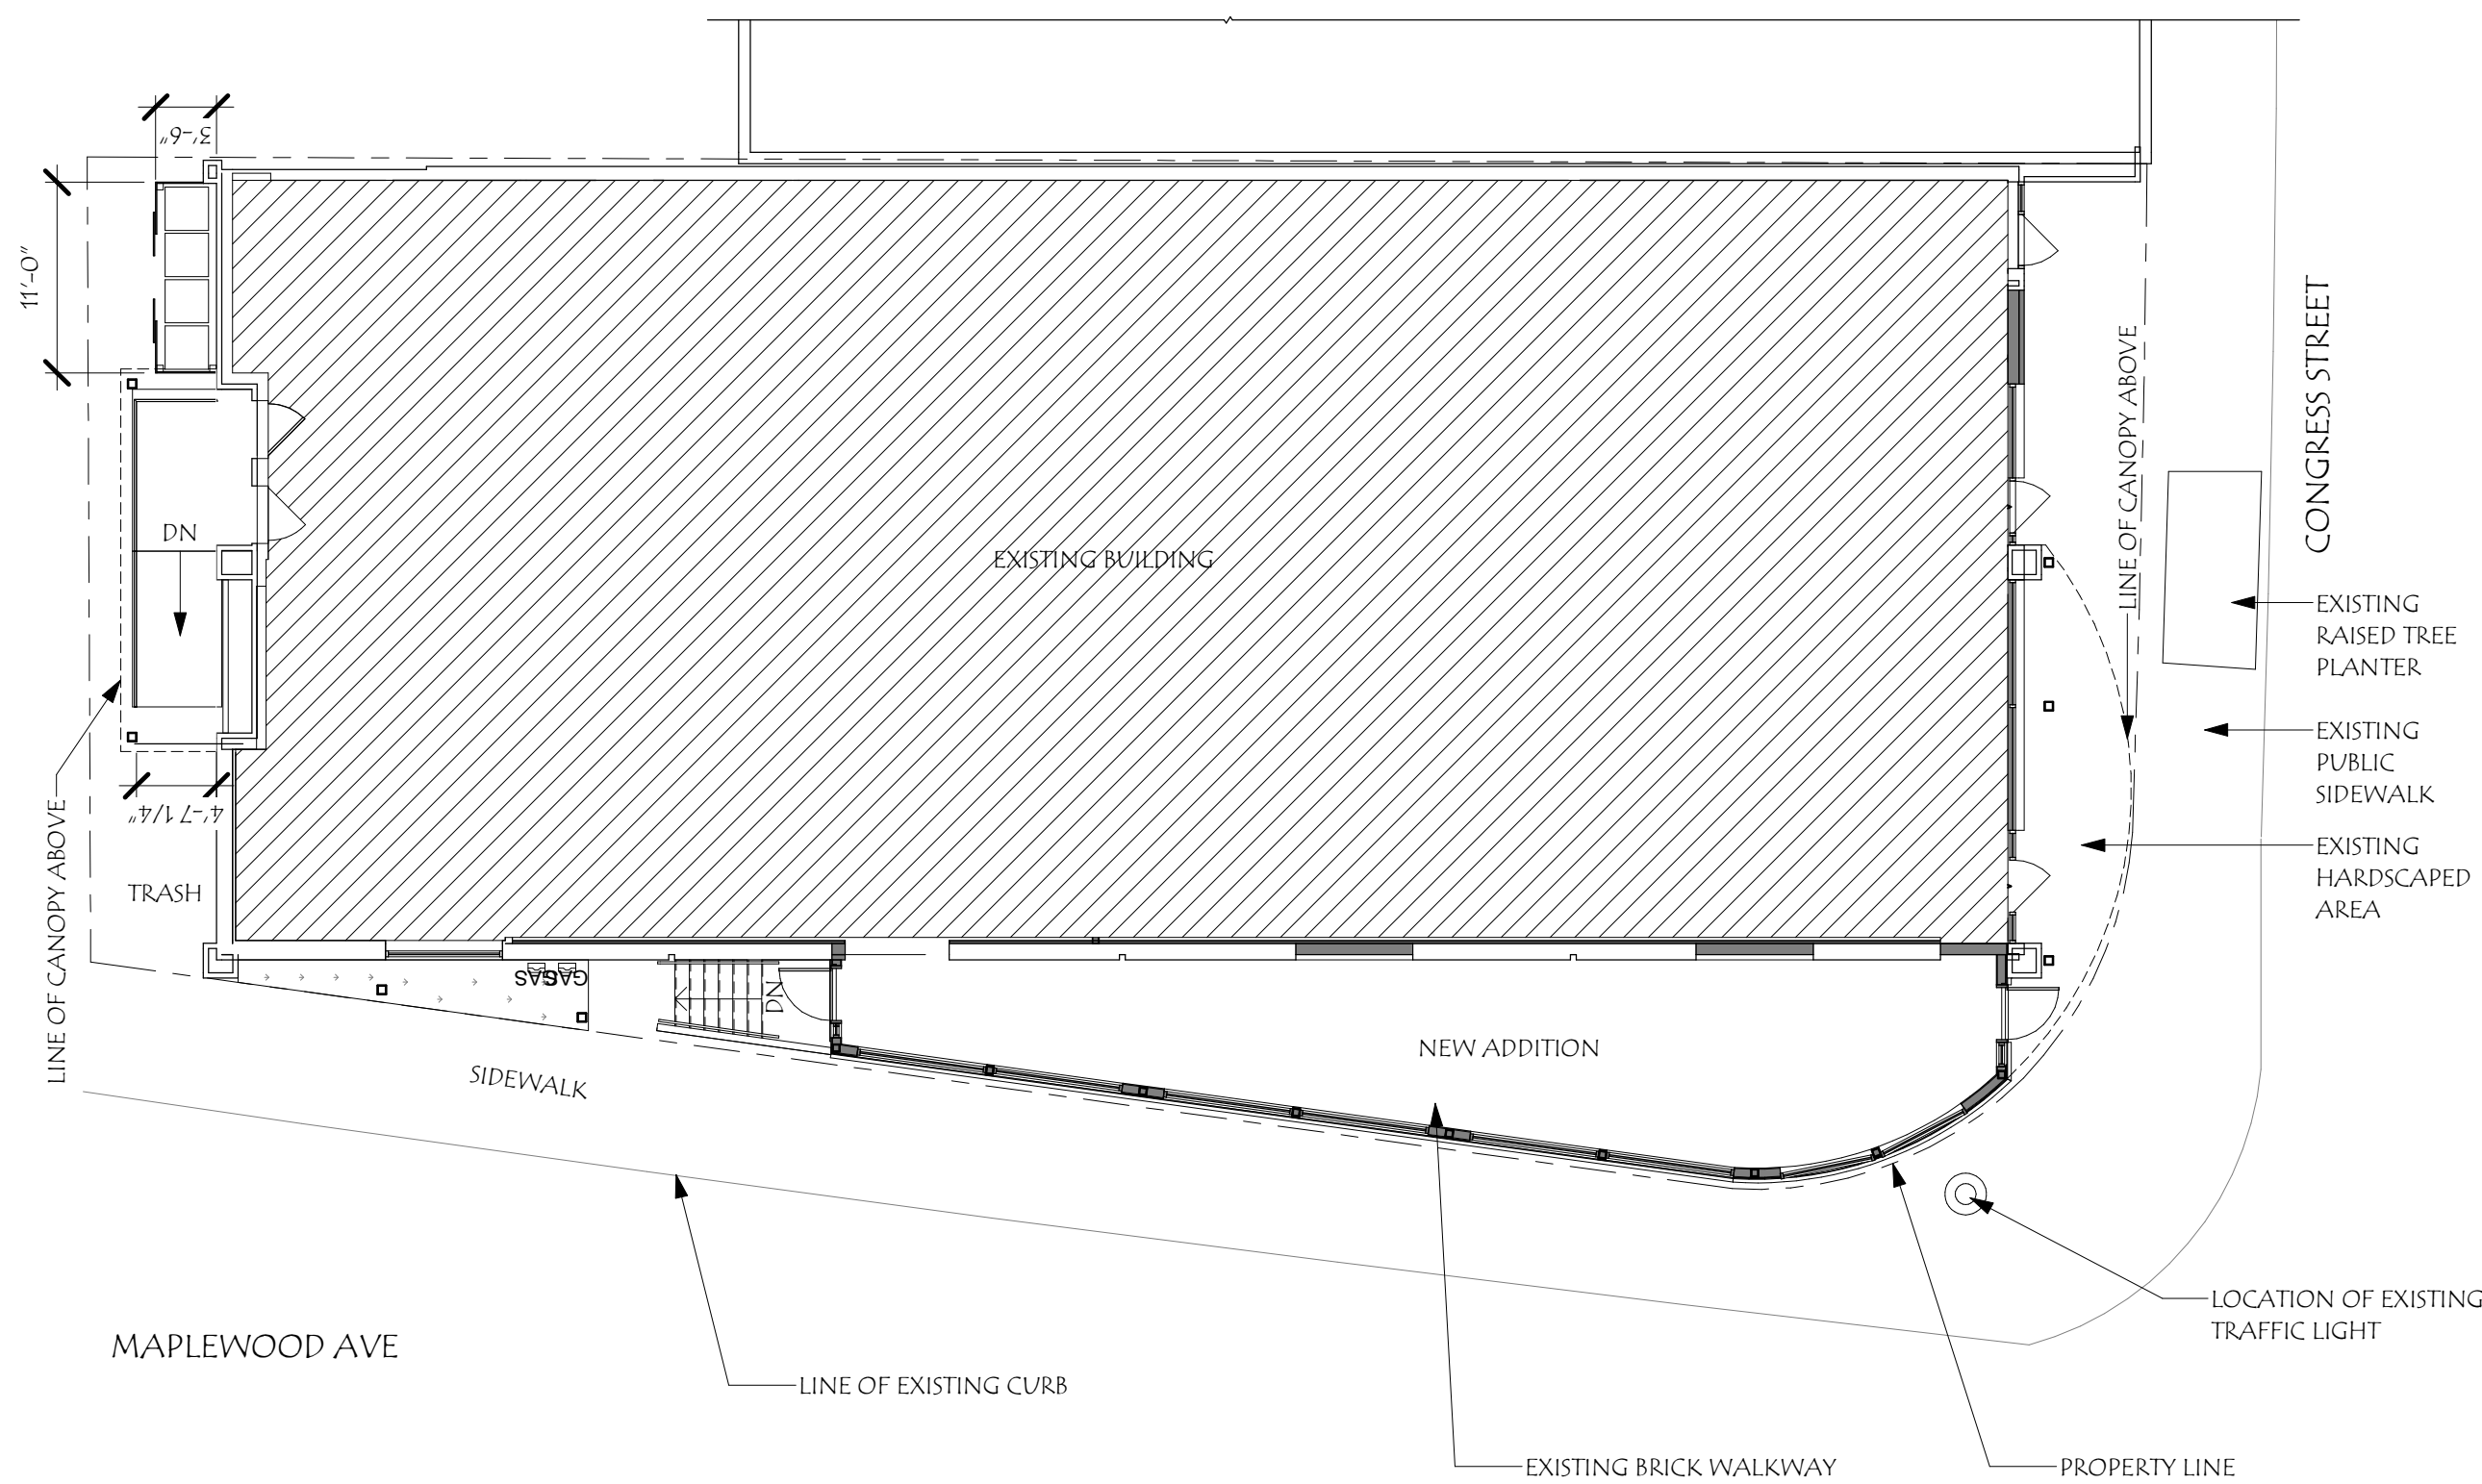 3'-6"
11'-0"
DN
LINE OF CANOPY ABOVE
4'-7 1/4"
TRASH
EXISTING BUILDING
LINE OF CANOPY ABOVE
CONGRESS STREET
EXISTING
RAISED TREE
PLANTER
EXISTING
PUBLIC
SIDEWALK
EXISTING
HARDSCAPED
AREA
GAS
GAS
DN
NEW ADDITION
SIDEWALK
LOCATION OF EXISTING
TRAFFIC LIGHT
MAPLEWOOD AVE
LINE OF EXISTING CURB
EXISTING BRICK WALKWAY
PROPERTY LINE